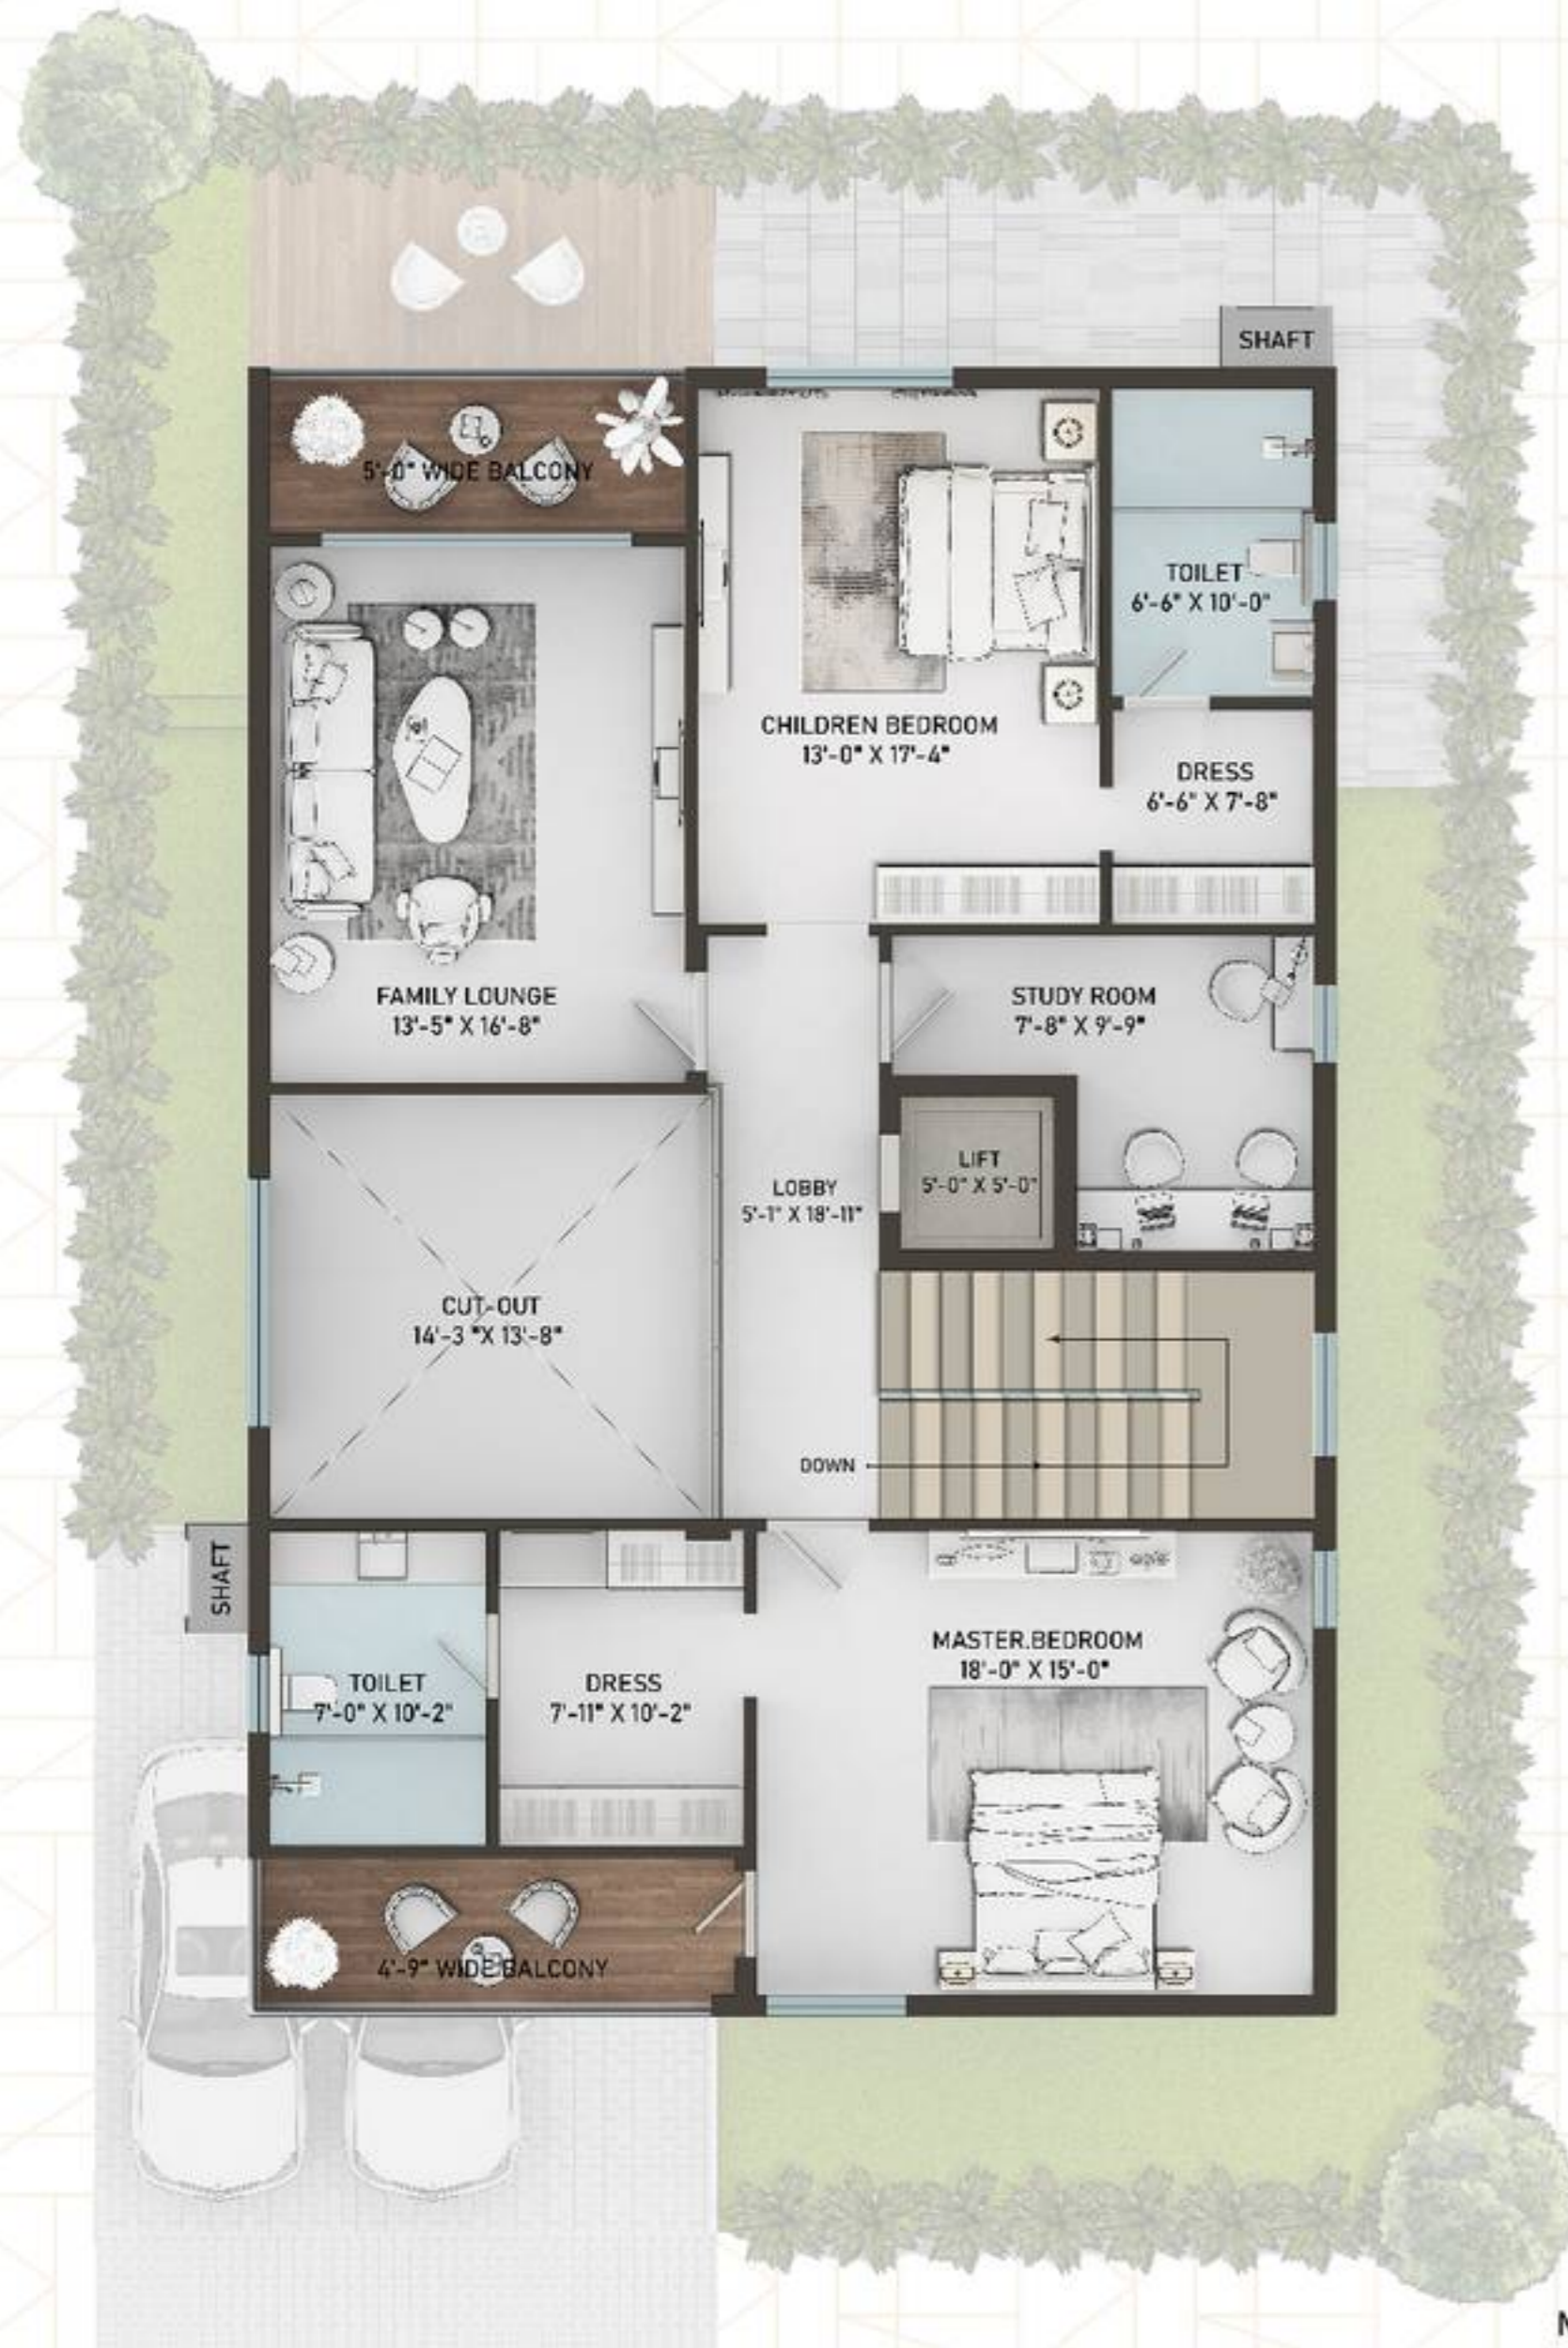 SHAFT
5'-0" WIDE BALCONY
TOILET
6'-6" X 10'-0"
CHILDREN BEDROOM
13'-0" X 17'-4"
DRESS
6'-6" X 7'-8"
FAMILY LOUNGE
13'-5" X 16'-8"
STUDY ROOM
7'-8" X 9'-9"
LIFT
5'-0" X 5'-0"
LOBBY
5'-1" X 18'-11"
CUT-OUT
14'-3 "X 13'-8"
DOWN
SHAFT
MASTER.BEDROOM
18'-0" X 15'-0"
TOILET
7'-0" X 10'-2"
DRESS
7'-11" X 10'-2"
4'-9" WIDE BALCONY